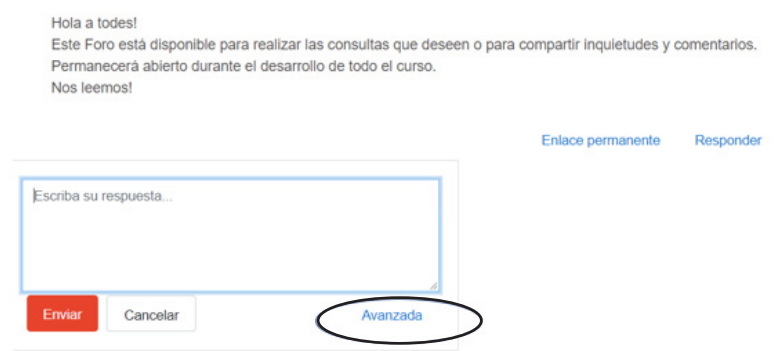 Hola a todes!
Este Foro está disponible para realizar las consultas que deseen o para compartir inquietudes y comentarios.
Permanecerá abierto durante el desarrollo de todo el curso.
Nos leemos!
Enlace permanente Responder
Escriba su respuesta...
Enviar Cancelar Avanzada